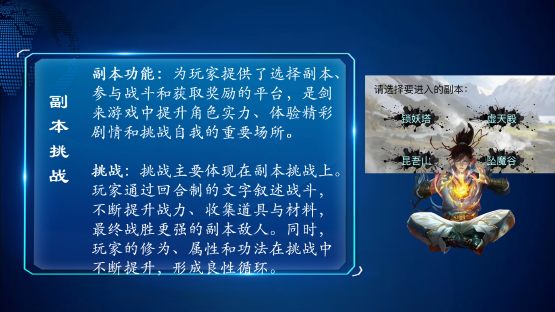 副本挑战
副本功能：为玩家提供了选择副本、
参与战斗和获取奖励的平台，是剑
来游戏中提升角色实力、体验精彩
剧情和挑战自我的重要场所。
挑战：挑战主要体现在副本挑战上。
玩家通过回合制的文字叙述战斗，
不断提升战力、收集道具与材料，
最终战胜更强的副本敌人。同时，
玩家的修为、属性和功法在挑战中
不断提升，形成良性循环。
请选择要进入的副本：
锁妖塔
虚天殿
昆吾山
坠魔谷